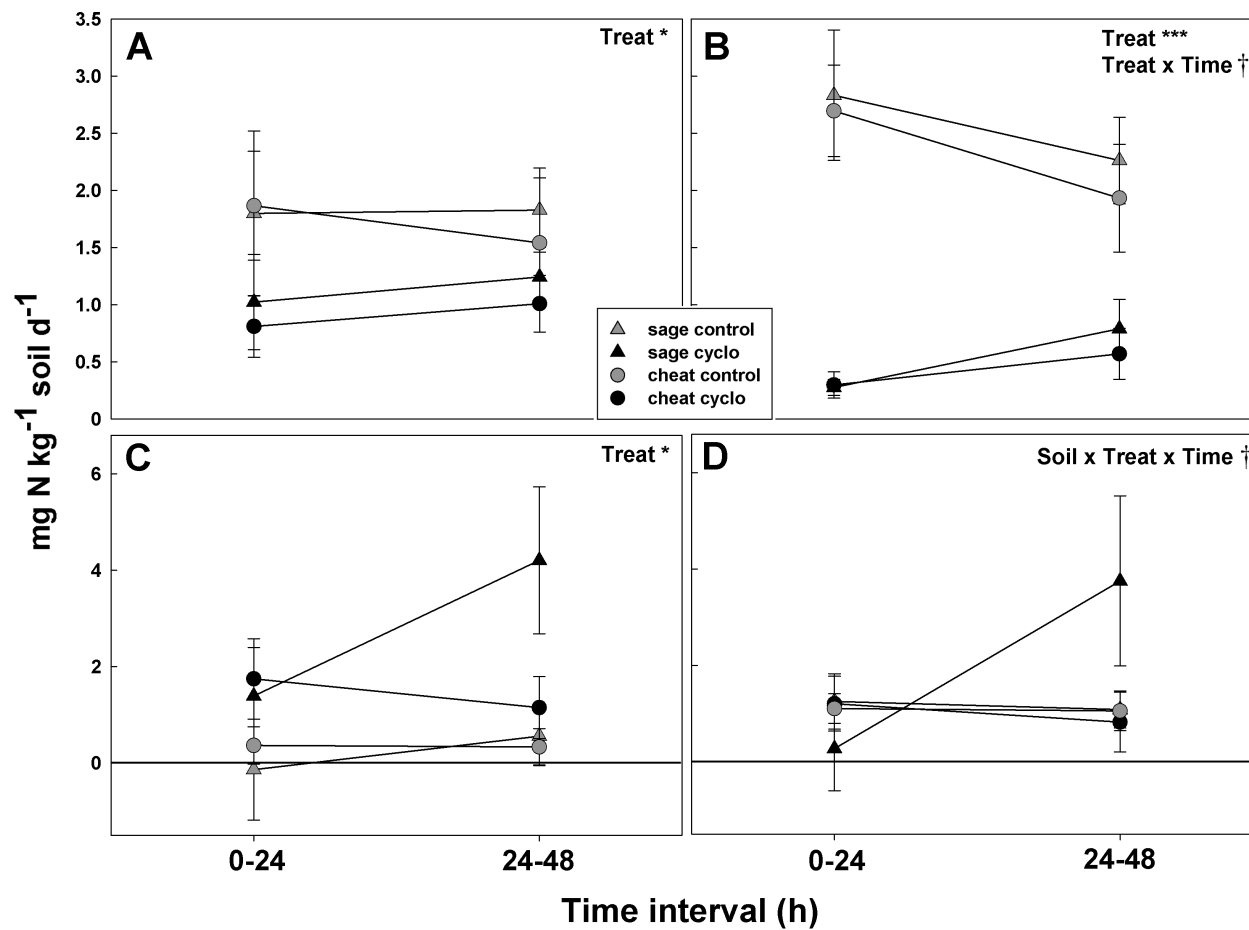 A
Treat *
B
Treat ***
Treat x Time †
3.5
3.0
2.5
2.0
1.5
1.0
0.5
0
sage control
sage cyclo
cheat control
cheat cyclo
mg N kg-1 soil d-1
C
Treat *
D
Soil x Treat x Time †
6
4
2
0
0-24
24-48
0-24
24-48
Time interval (h)